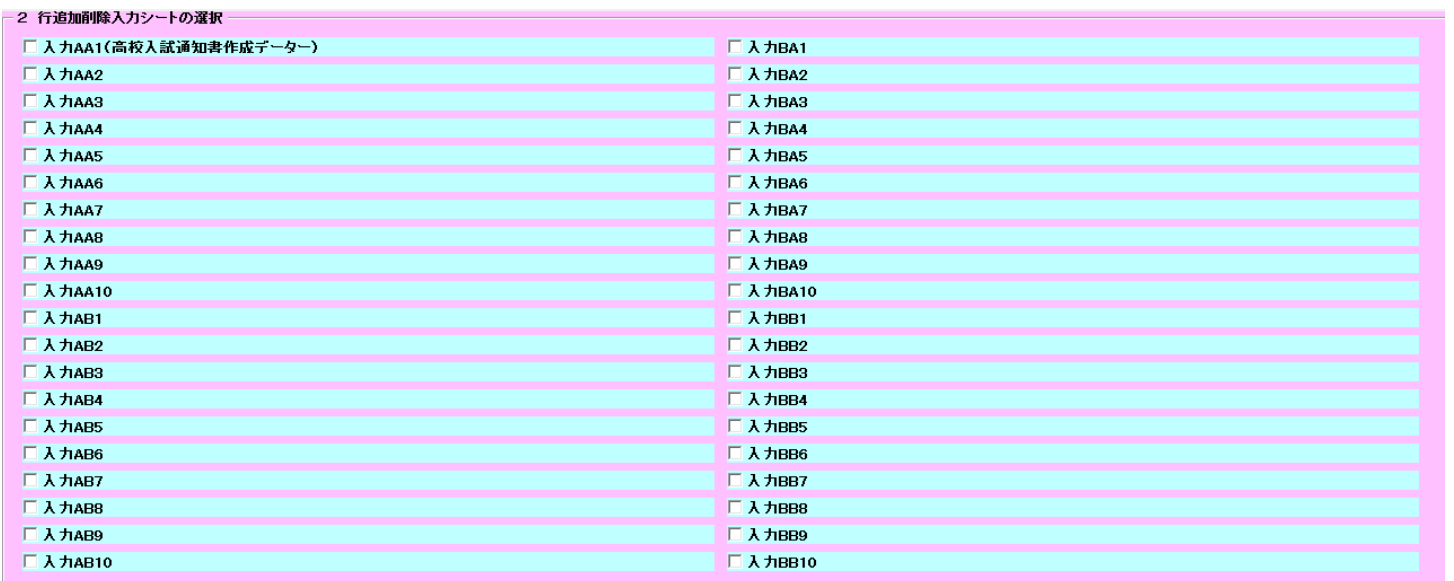 2 行追加削除入力シートの選択
入力AA1(高校入試通知書作成データー)
入力AA2
入力AA3
入力AA4
入力AA5
入力AA6
入力AA7
入力AA8
入力AA9
入力AA10
入力AB1
入力AB2
入力AB3
入力AB4
入力AB5
入力AB6
入力AB7
入力AB8
入力AB9
入力AB10
入力BA1
入力BA2
入力BA3
入力BA4
入力BA5
入力BA6
入力BA7
入力BA8
入力BA9
入力BA10
入力BB1
入力BB2
入力BB3
入力BB4
入力BB5
入力BB6
入力BB7
入力BB8
入力BB9
入力BB10